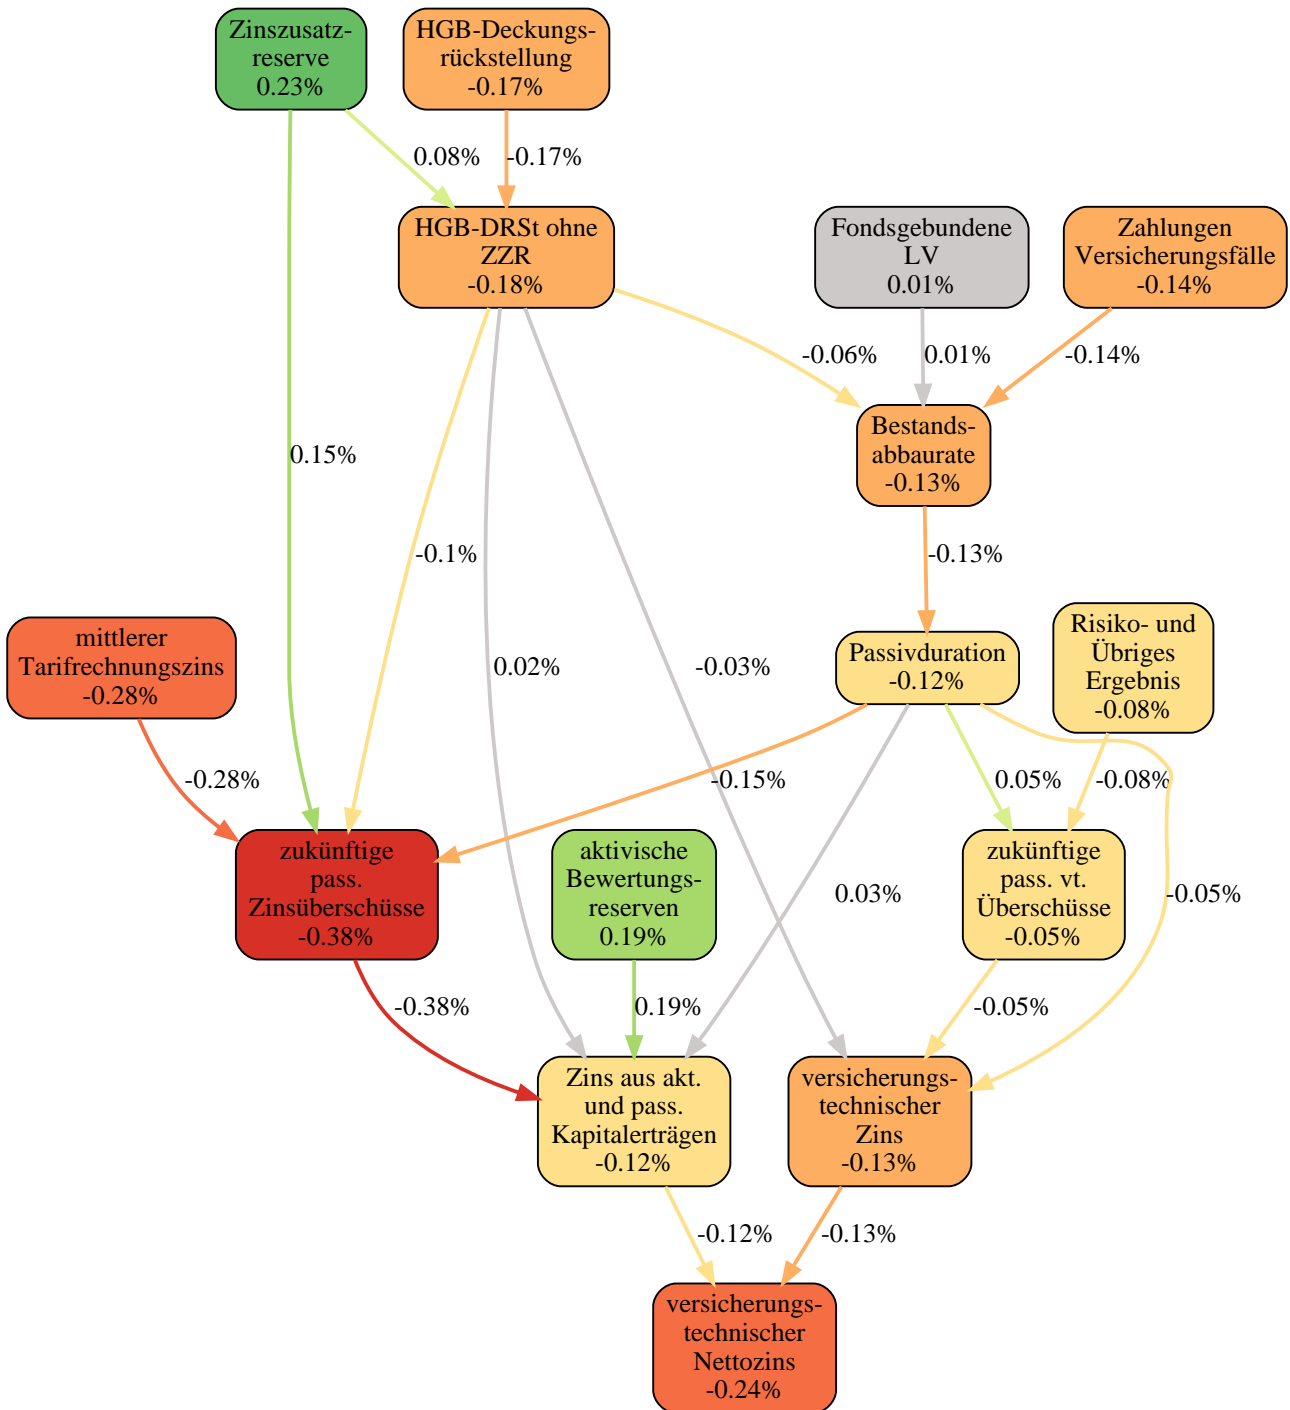 Zinszusatz-
reserve
0.23%
HGB-Deckungs-
rückstellung
-0.17%
0.08%
-0.17%
HGB-DRSt ohne
ZZR
-0.18%
Fondsgebundene
LV
0.01%
Zahlungen
Versicherungsfälle
-0.14%
-0.06%
0.01%
-0.14%
Bestands-
abbaurate
-0.13%
0.15%
-0.1%
-0.13%
mittlerer
Tarifrechnungszins
-0.28%
0.02%
-0.03%
Passivduration
-0.12%
Risiko- und
Übriges
Ergebnis
-0.08%
-0.28%
-0.15%
0.05%
-0.08%
zukünftige
pass.
Zinsüberschüsse
-0.38%
aktivische
Bewertungs-
reserven
0.19%
0.03%
zukünftige
pass. vt.
Überschüsse
-0.05%
-0.05%
-0.38%
0.19%
-0.05%
Zins aus akt.
und pass.
Kapitalerträgen
-0.12%
versicherungs-
technischer
Zins
-0.13%
-0.12%
-0.13%
versicherungs-
technischer
Nettozins
-0.24%